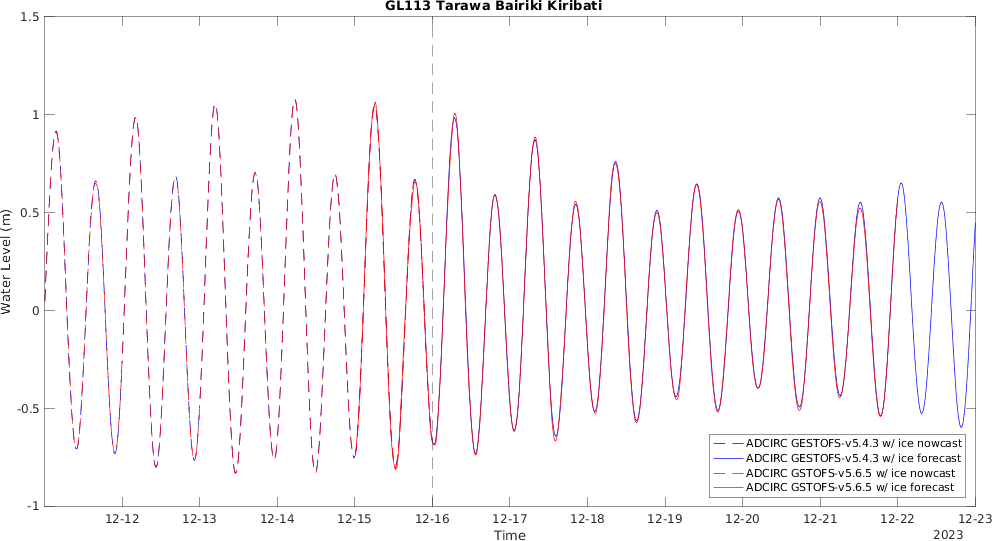 GL113 Tarawa Bairiki Kiribati
1.5
1
0.5
0
-0.5
-1
Water Level (m)
ADCIRC GESTOFS-v5.4.3 w/ ice nowcast
ADCIRC GESTOFS-v5.4.3 w/ ice forecast
ADCIRC GSTOFS-v5.6.5 w/ ice nowcast
ADCIRC GSTOFS-v5.6.5 w/ ice forecast
12-12 12-13 12-14 12-15 12-16 12-17 12-18 12-19 12-20 12-21 12-22 12-23
Time
2023